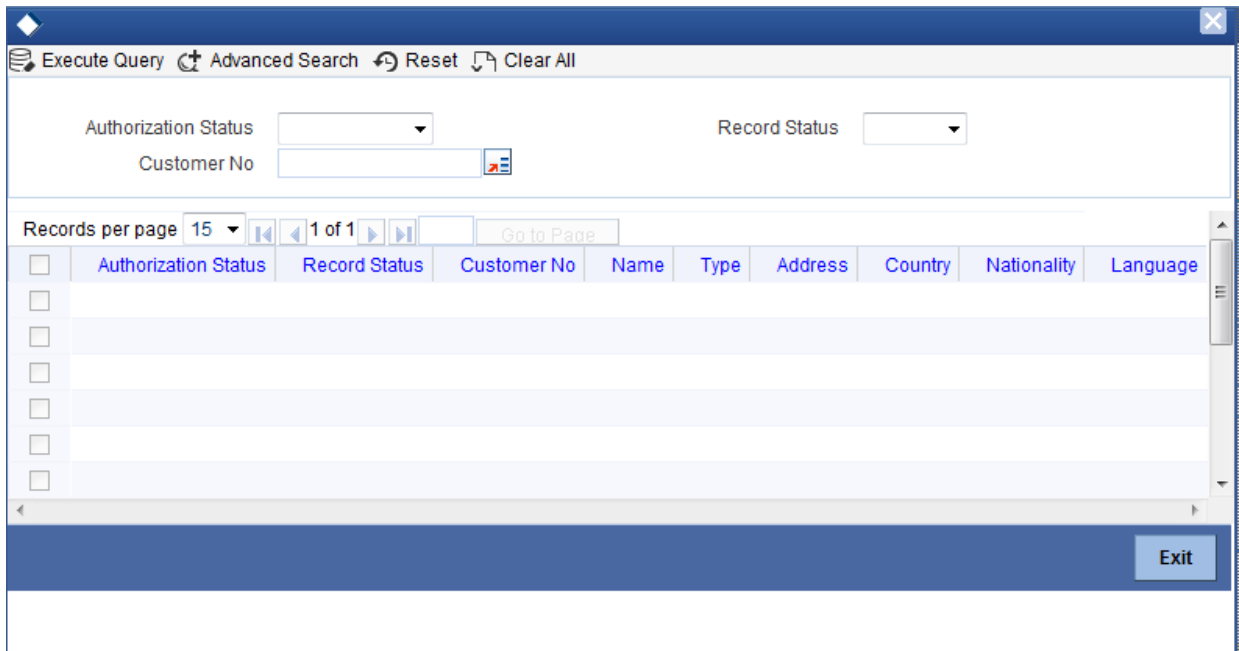 Execute Query Advanced Search Reset Clear All
Authorization Status Record Status
Customer No
Records per page 15 1 of 1 Go to Page
Authorization Status Record Status Customer No Name Type Address Country Nationality Language
Exit